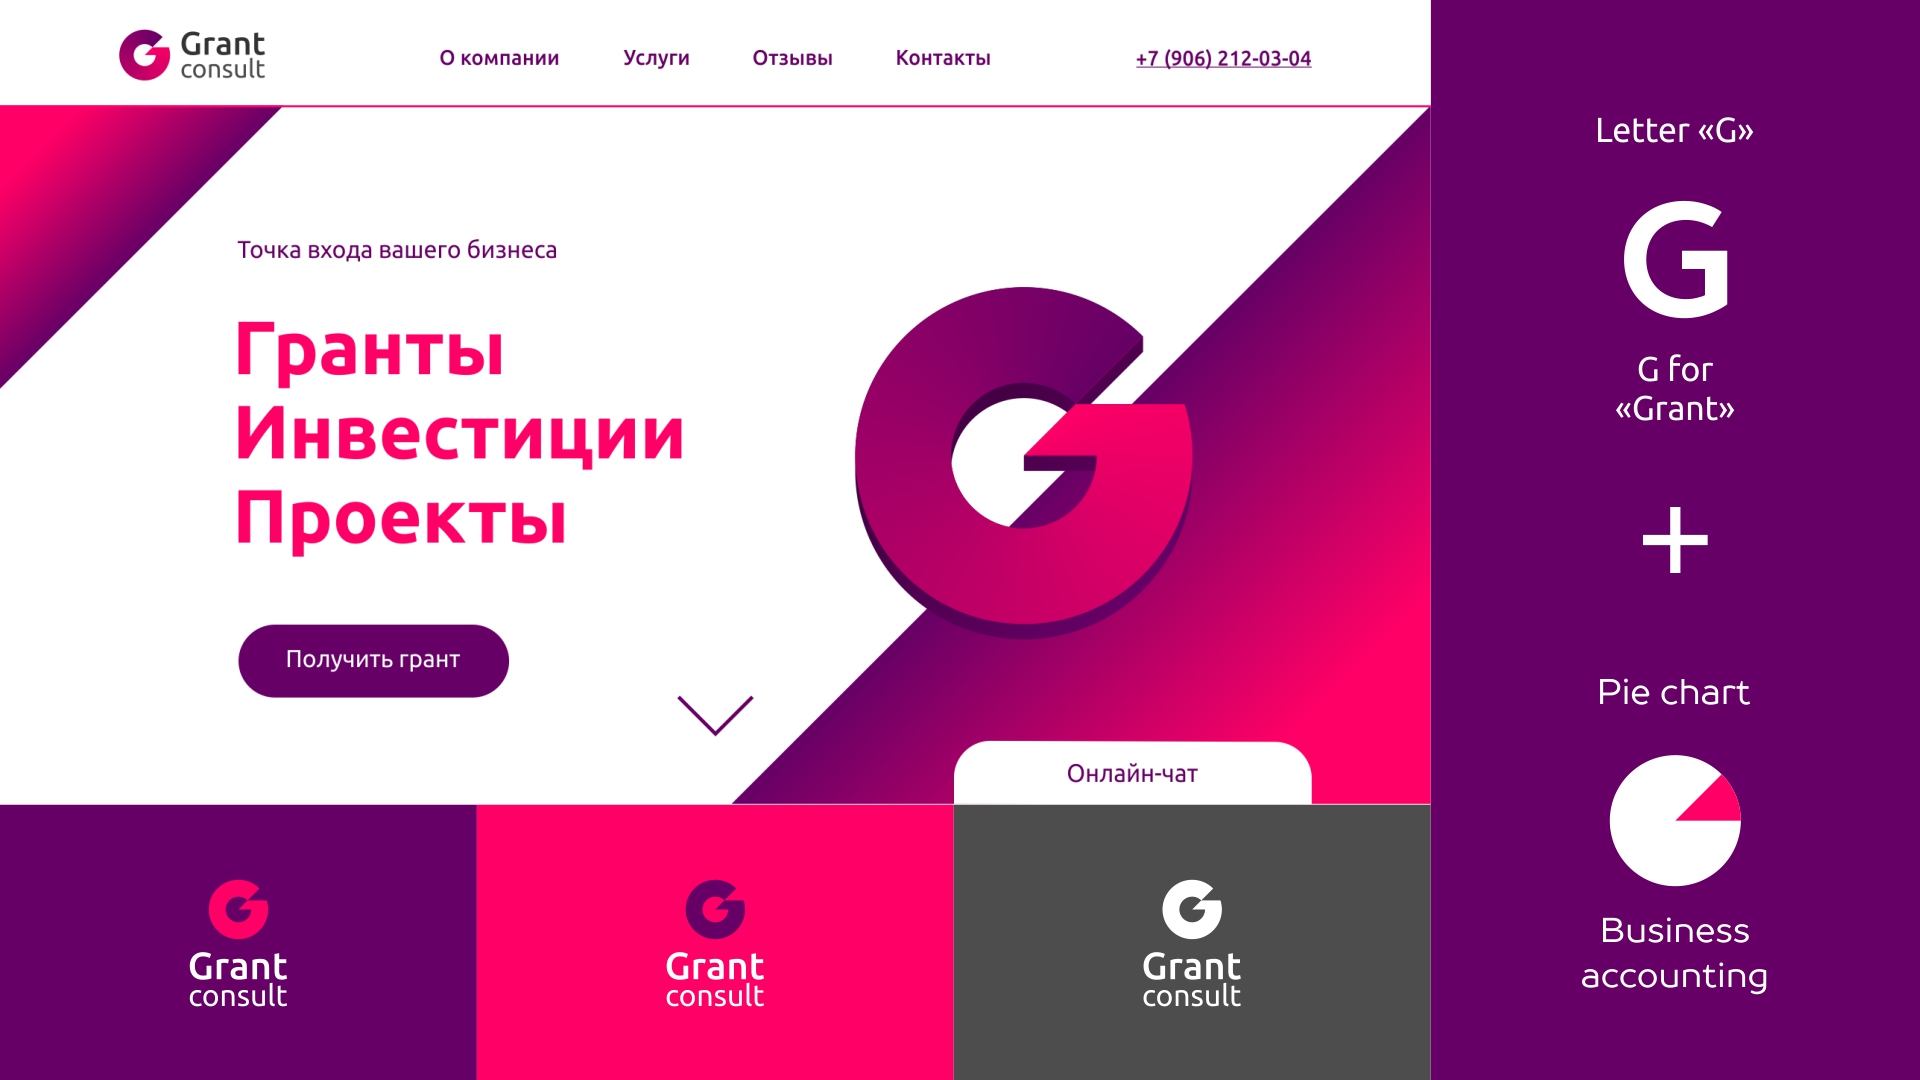 Grant
consult
О компании
Услуги
Отзывы
Контакты
+7 (906) 212-03-04
Точка входа вашего бизнеса
Гранты
Инвестиции
Проекты
Получить грант
Онлайн-чат
Grant
consult
Grant
consult
Grant
consult
Letter «G»
G
G for
«Grant»
+
Pie chart
Business
accounting